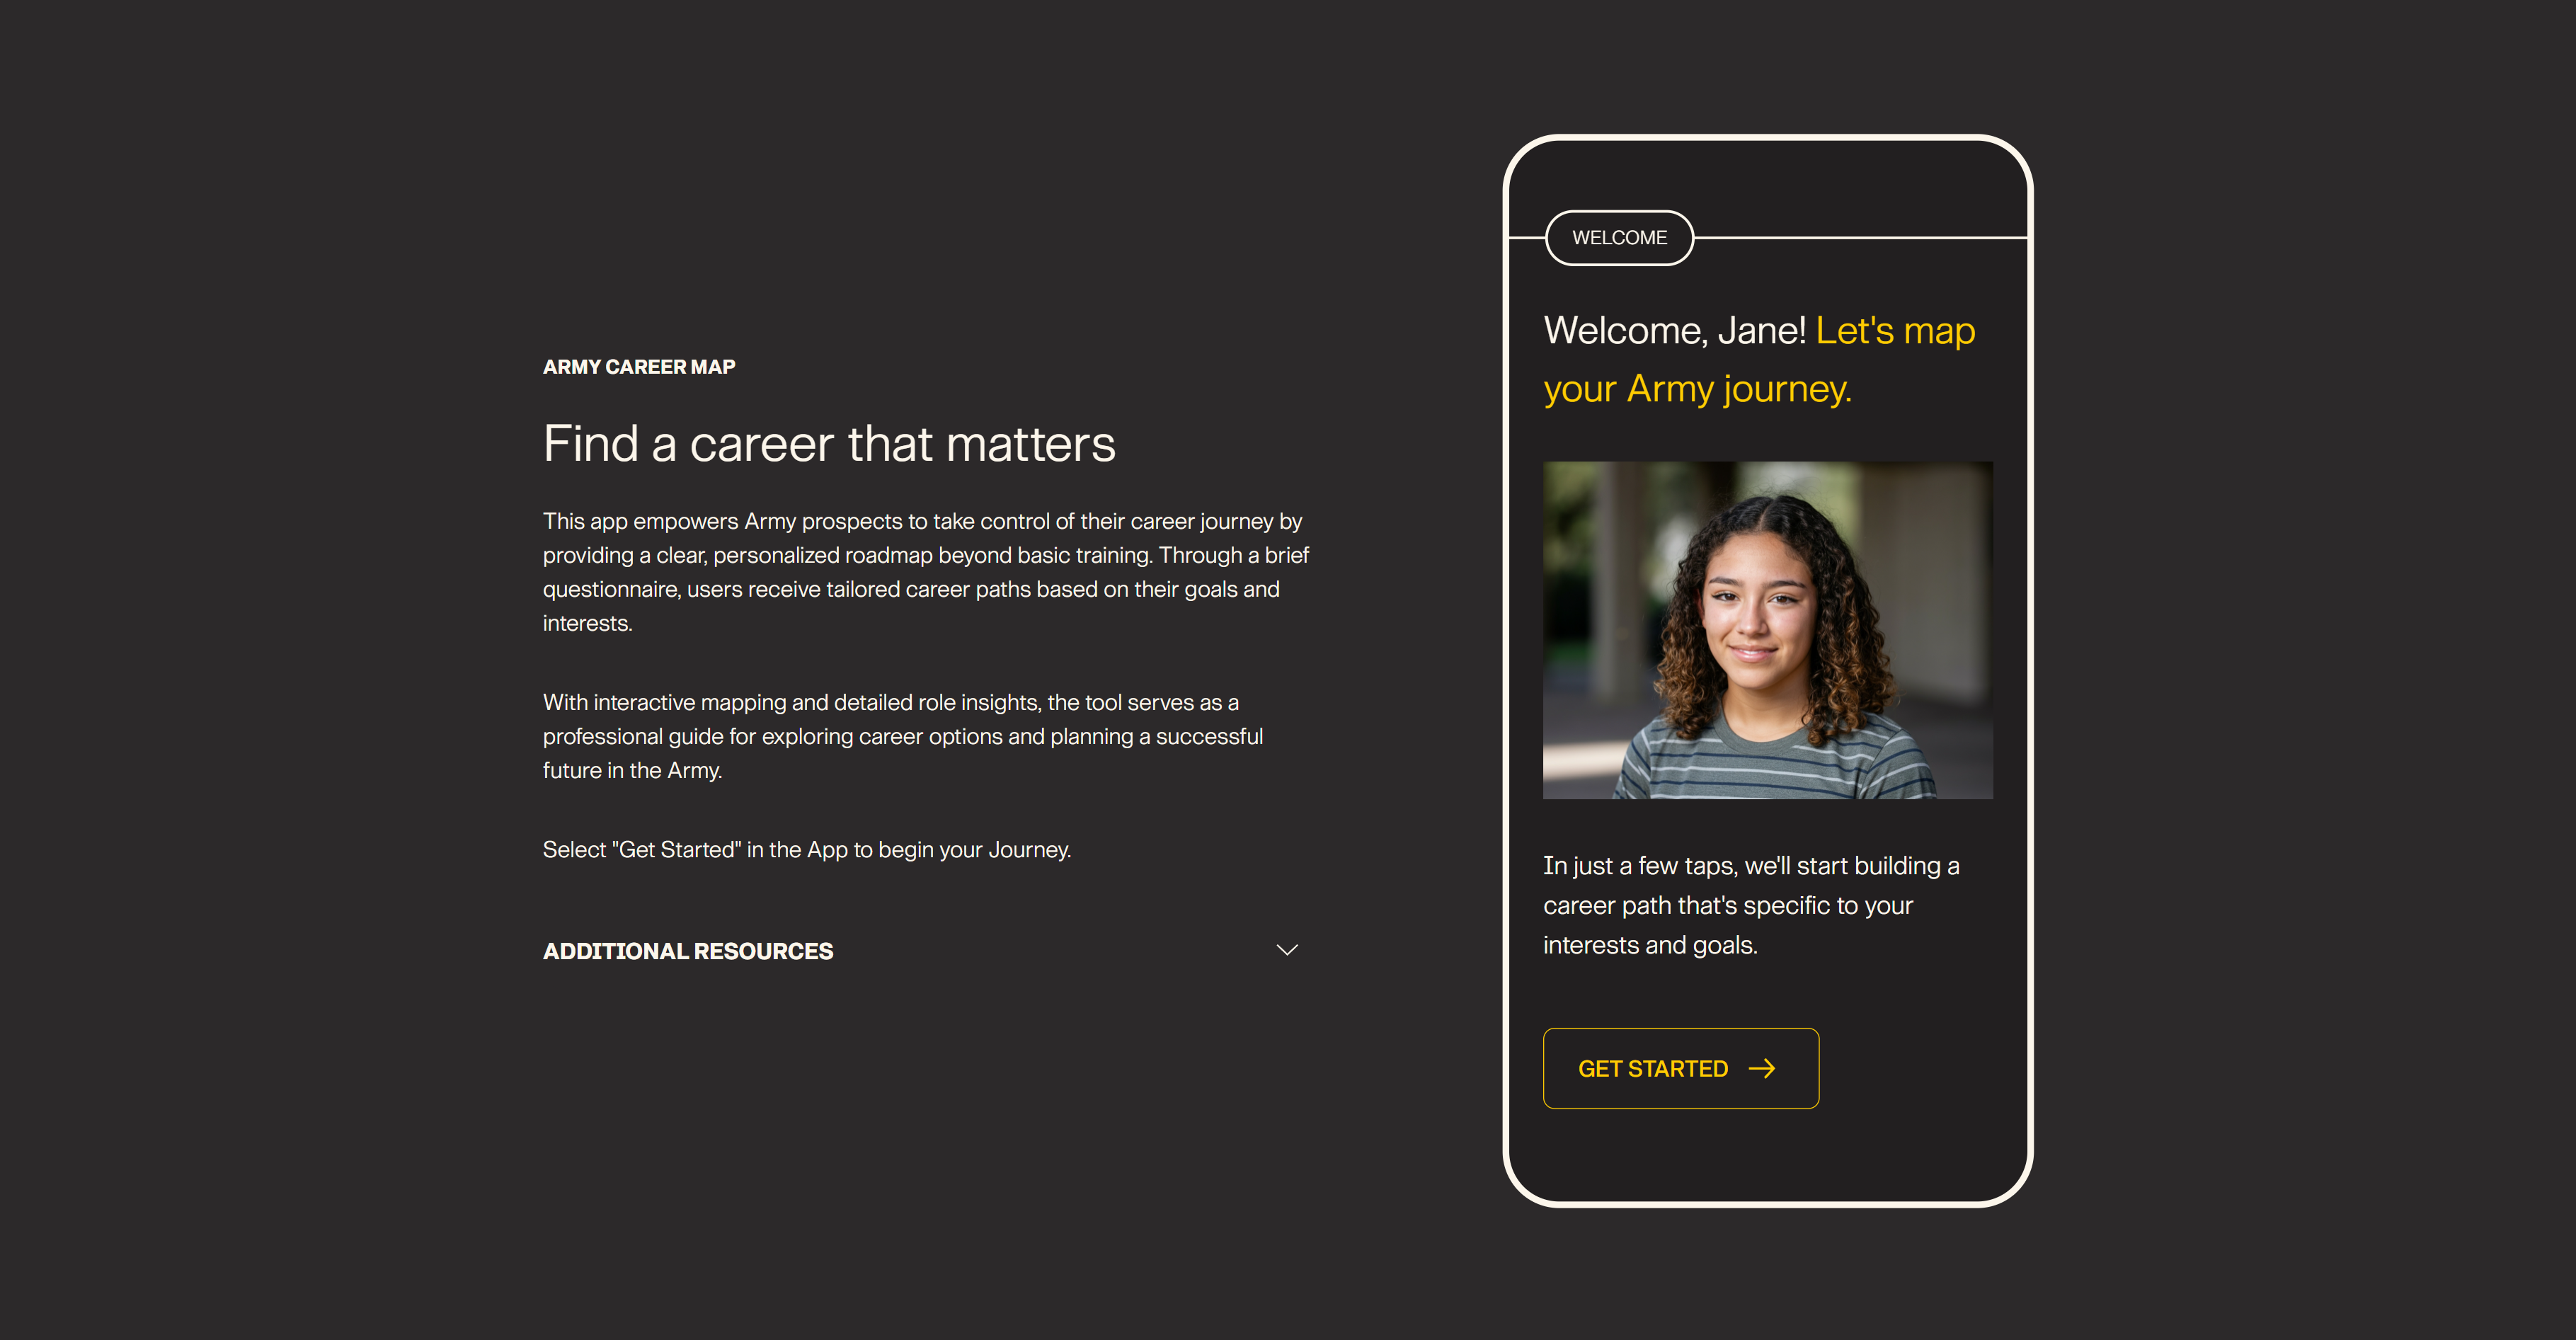 ARMY CAREER MAP
Find a career that matters
This app empowers Army prospects to take control of their career journey by
providing a clear, personalized roadmap beyond basic training. Through a brief
questionnaire, users receive tailored career paths based on their goals and
interests.
With interactive mapping and detailed role insights, the tool serves as a
professional guide for exploring career options and planning a successful
future in the Army.
Select "Get Started" in the App to begin your Journey.
ADDITIONAL RESOURCES
WELCOME
Welcome, Jane! Let's map
your Army journey.
In just a few taps, we'll start building a
career path that's specific to your
interests and goals.
GET STARTED